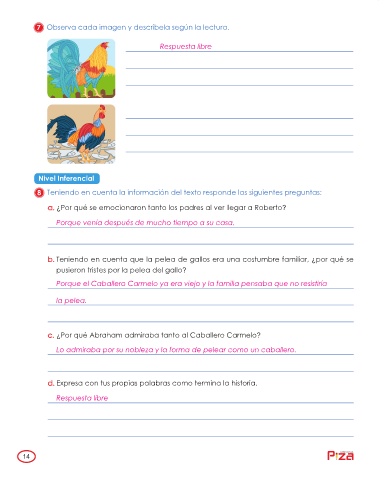 7 Observa cada imagen y descríbela según la lectura.
Respuesta libre
Nivel Inferencial
8 Teniendo en cuenta la información del texto responde las siguientes preguntas:
a. ¿Por qué se emocionaron tanto los padres al ver llegar a Roberto?
Porque venía después de mucho tiempo a su casa.
b. Teniendo en cuenta que la pelea de gallos era una costumbre familiar, ¿por qué se
pusieron tristes por la pelea del gallo?
Porque el Caballero Carmelo ya era viejo y la familia pensaba que no resistiría
la pelea.
c. ¿Por qué Abraham admiraba tanto al Caballero Carmelo?
Lo admiraba por su nobleza y la forma de pelear como un caballero.
d. Expresa con tus propias palabras como termina la historia.
Respuesta libre
14